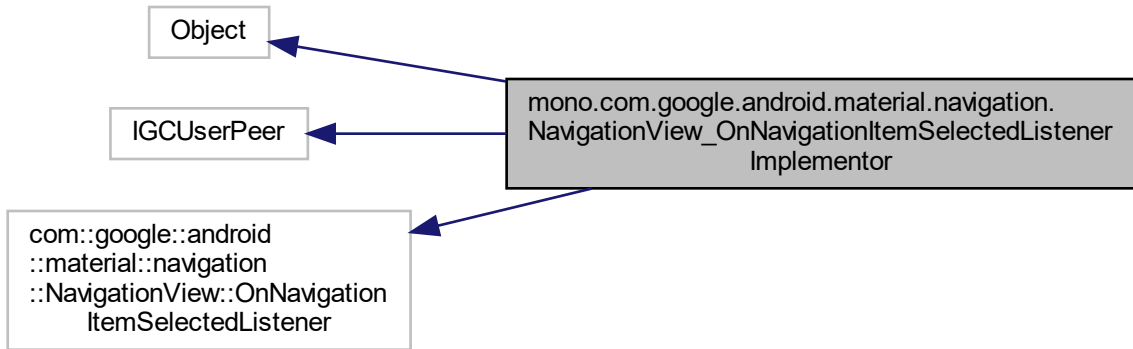 Object
IGCUserPeer
com::google::android
::material::navigation
::NavigationView::OnNavigation
ItemSelectedListener
mono.com.google.android.material.navigation.
NavigationView_OnNavigationItemSelectedListener
Implementor